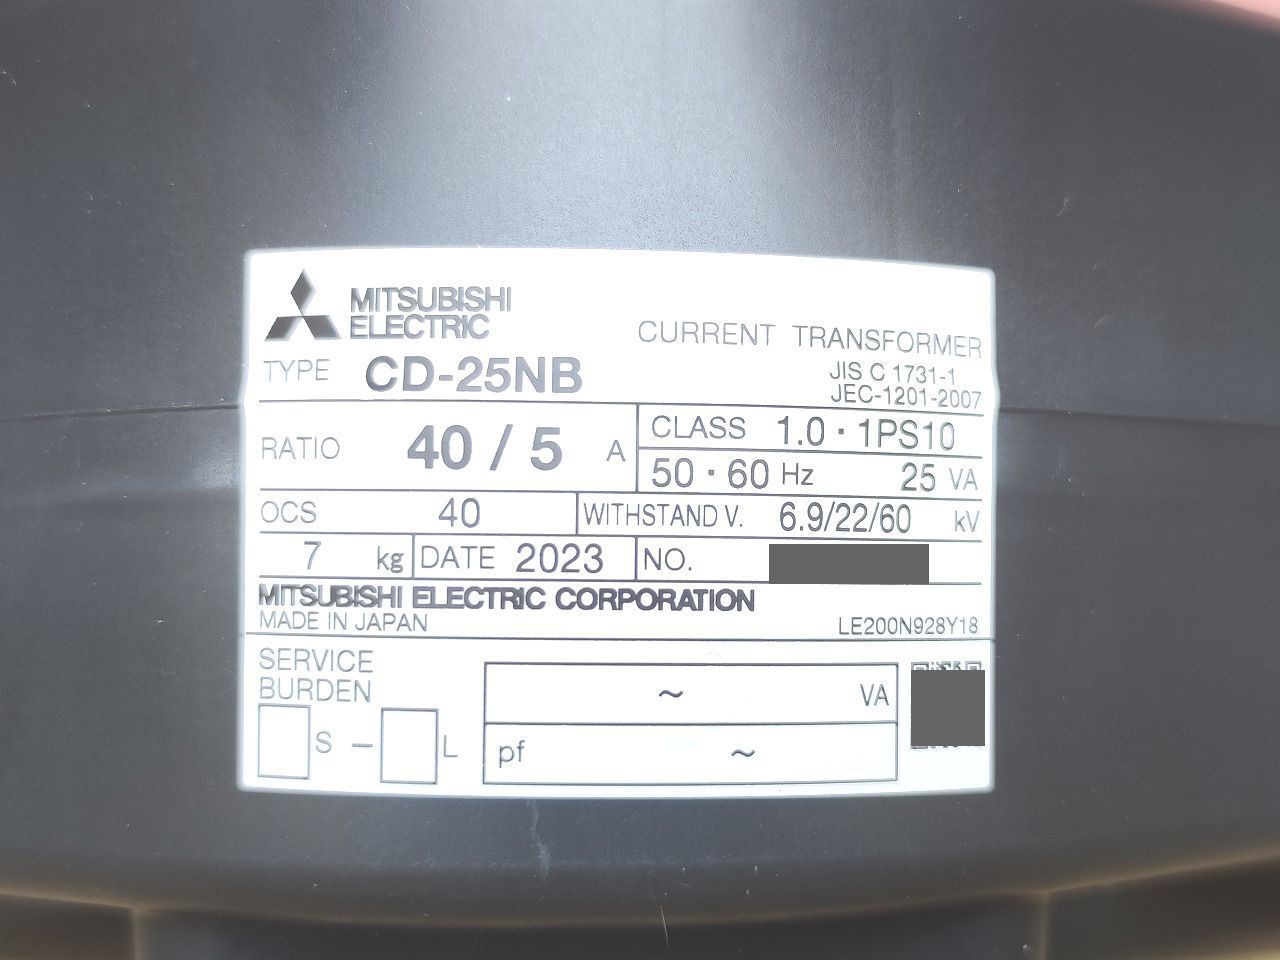 MITSUBISHI
ELECTRIC
CURRENT TRANSFORMER
TYPE CD-25NB
JIS C 1731-1
JEC-1201-2007
RATIO 40 / 5 A
CLASS 1.0・1PS10
50・60 Hz 25 VA
OCS 40
WITHSTAND V. 6.9/22/60 kV
7 kg
DATE 2023
NO.
MITSUBISHI ELECTRIC CORPORATION
MADE IN JAPAN
LE200N928Y18
SERVICE
BURDEN
S - L
~ VA
pf ~